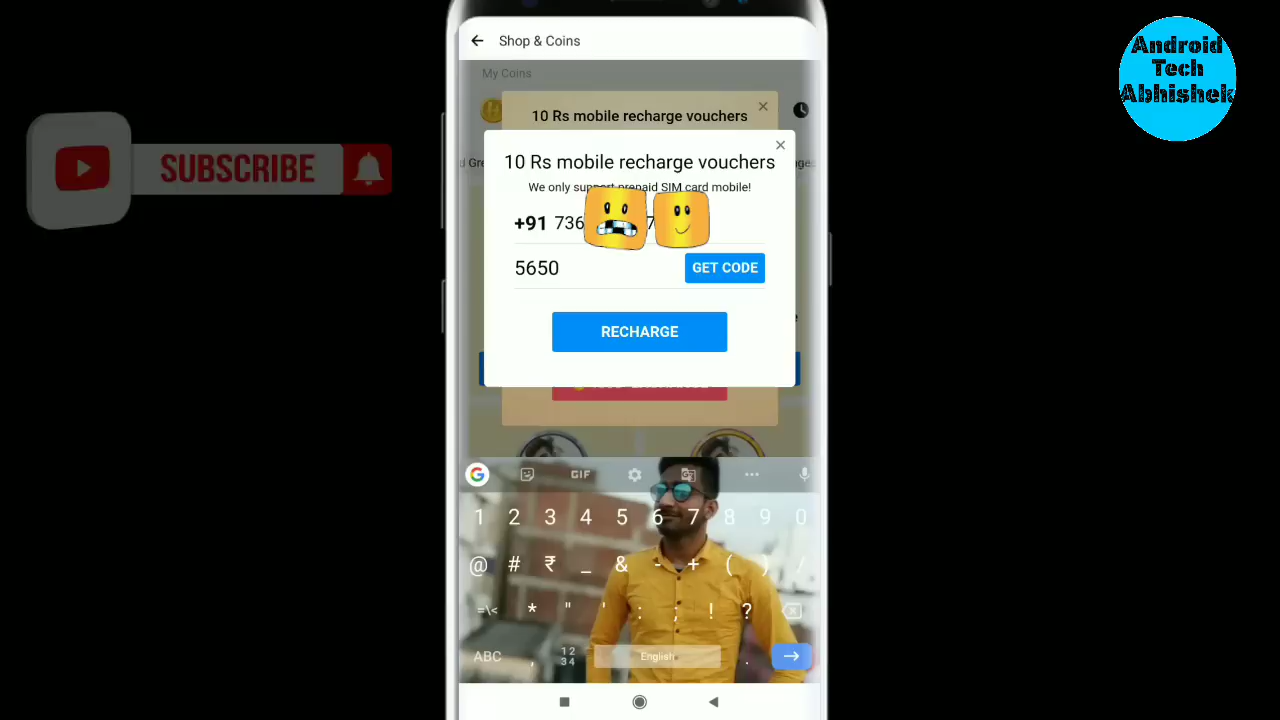 Shop & Coins
My Coins
10 Rs mobile recharge vouchers
10 Rs mobile recharge vouchers
We only support prepaid SIM card mobile!
+91 736 7
5650 GET CODE
RECHARGE
SUBSCRIBE
Android
Tech
Abhishek
G GIF
1 2 3 4 5 6 7 8 9 0
@ # ₹ _ & - + ( ) /
=\< * " ' : ; ! ?
ABC , 12 34 English .